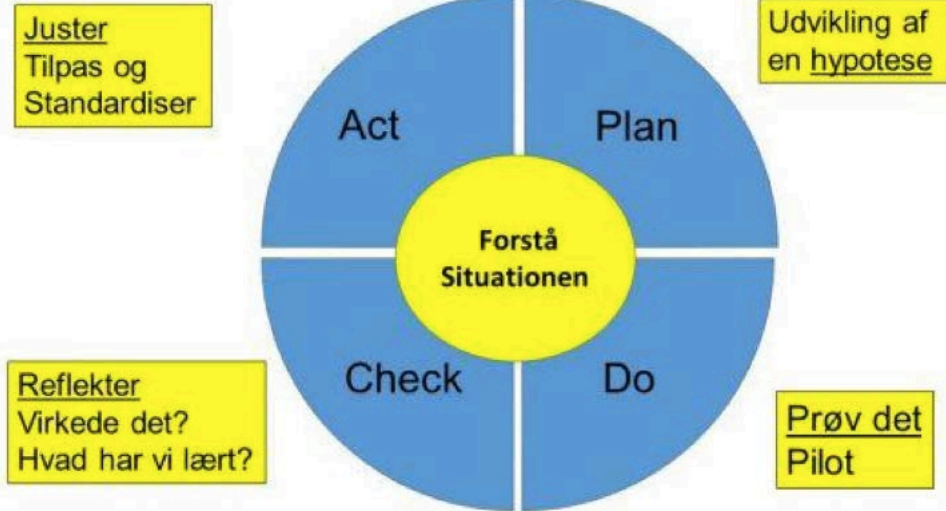 Juster
Tilpas og
Standardiser
Udvikling af
en hypotese
Act
Plan
Forstå
Situationen
Check
Do
Reflekter
Virkede det?
Hvad har vi lært?
Prøv det
Pilot